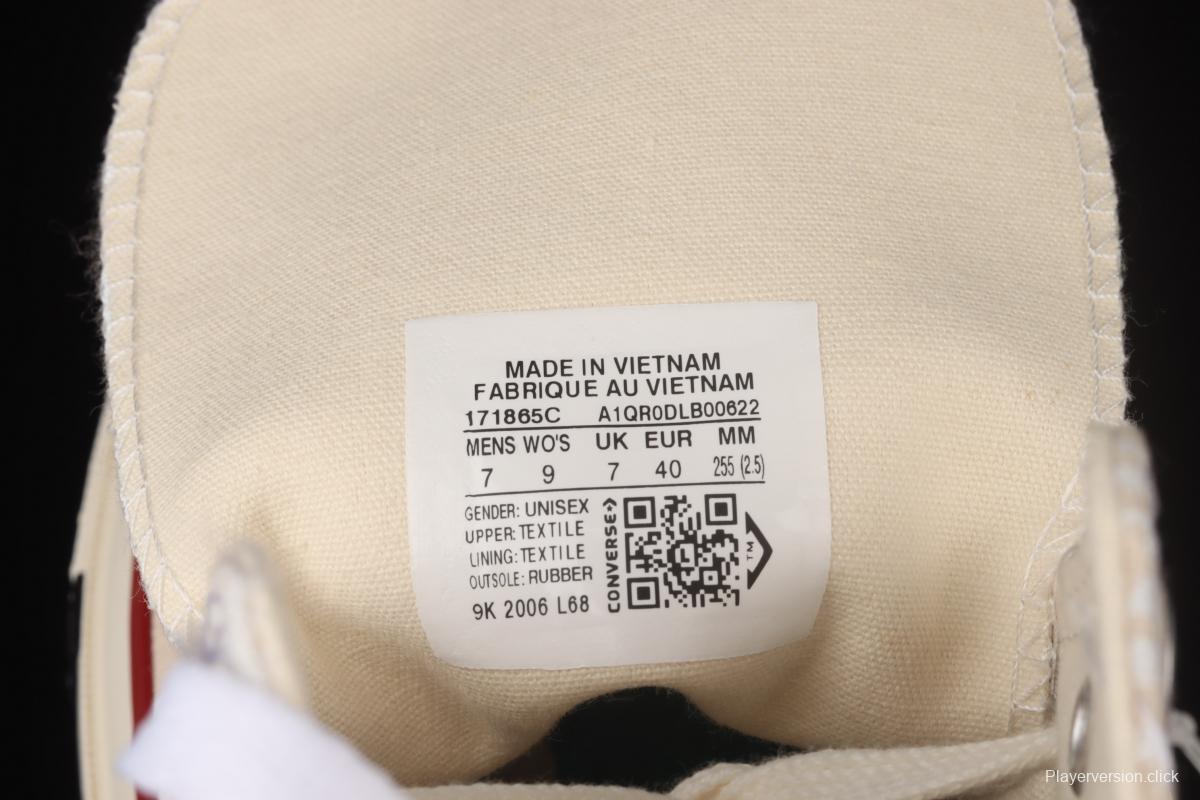 MADE IN VIETNAM
FABRIQUE AU VIETNAM
171865C A1QR0DLB00622
MENS WO'S UK EUR MM
7 9 7 40 255 (2.5)
GENDER: UNISEX
UPPER: TEXTILE
LINING: TEXTILE
OUTSOLE: RUBBER
9K 2006 L68
CONVERSE
TM
Playerversion.click